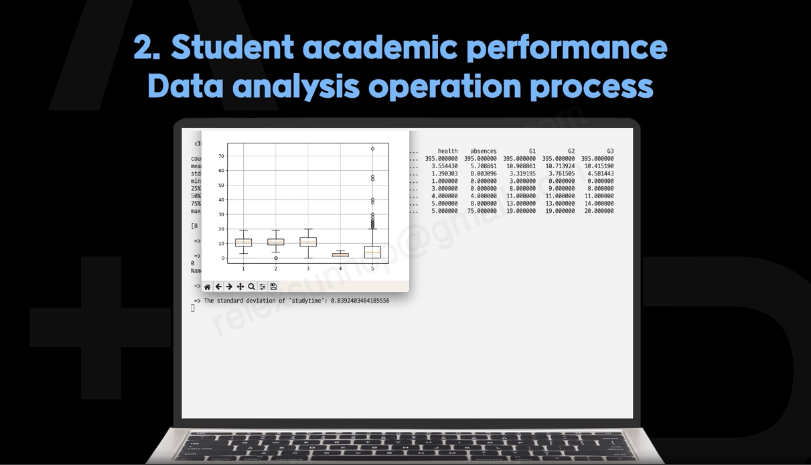 2. Student academic performance
Data analysis operation process
... health absences G1 G2 G3
cou ... 395.000000 395.000000 395.000000 395.000000 395.000000
mea ... 3.554430 5.708861 10.908861 10.713924 10.415190
std ... 1.390303 8.003096 3.319195 3.761505 4.581443
min ... 1.000000 0.000000 3.000000 0.000000 0.000000
25% ... 3.000000 0.000000 8.000000 9.000000 8.000000
50% ... 4.000000 4.000000 11.000000 11.000000 11.000000
75% ... 5.000000 8.000000 13.000000 13.000000 14.000000
max ... 5.000000 75.000000 19.000000 19.000000 20.000000
[8
=>
=>
0
Name
=>
70
60
50
40
30
20
10
0
1 2 3 4 5
=> The standard deviation of 'studytime': 0.8392403464185556